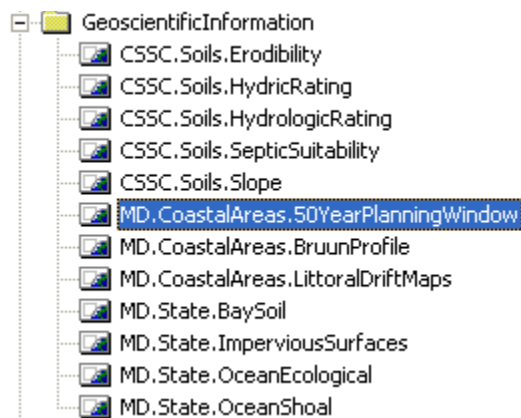 GeoscientificInformation
CSSC.Soils.Erodibility
CSSC.Soils.HydricRating
CSSC.Soils.HydrologicRating
CSSC.Soils.SepticSuitability
CSSC.Soils.Slope
MD.CoastalAreas.50YearPlanningWindow
MD.CoastalAreas.BruunProfile
MD.CoastalAreas.LittoralDriftMaps
MD.State.BaySoil
MD.State.ImperviousSurfaces
MD.State.OceanEcological
MD.State.OceanShoal